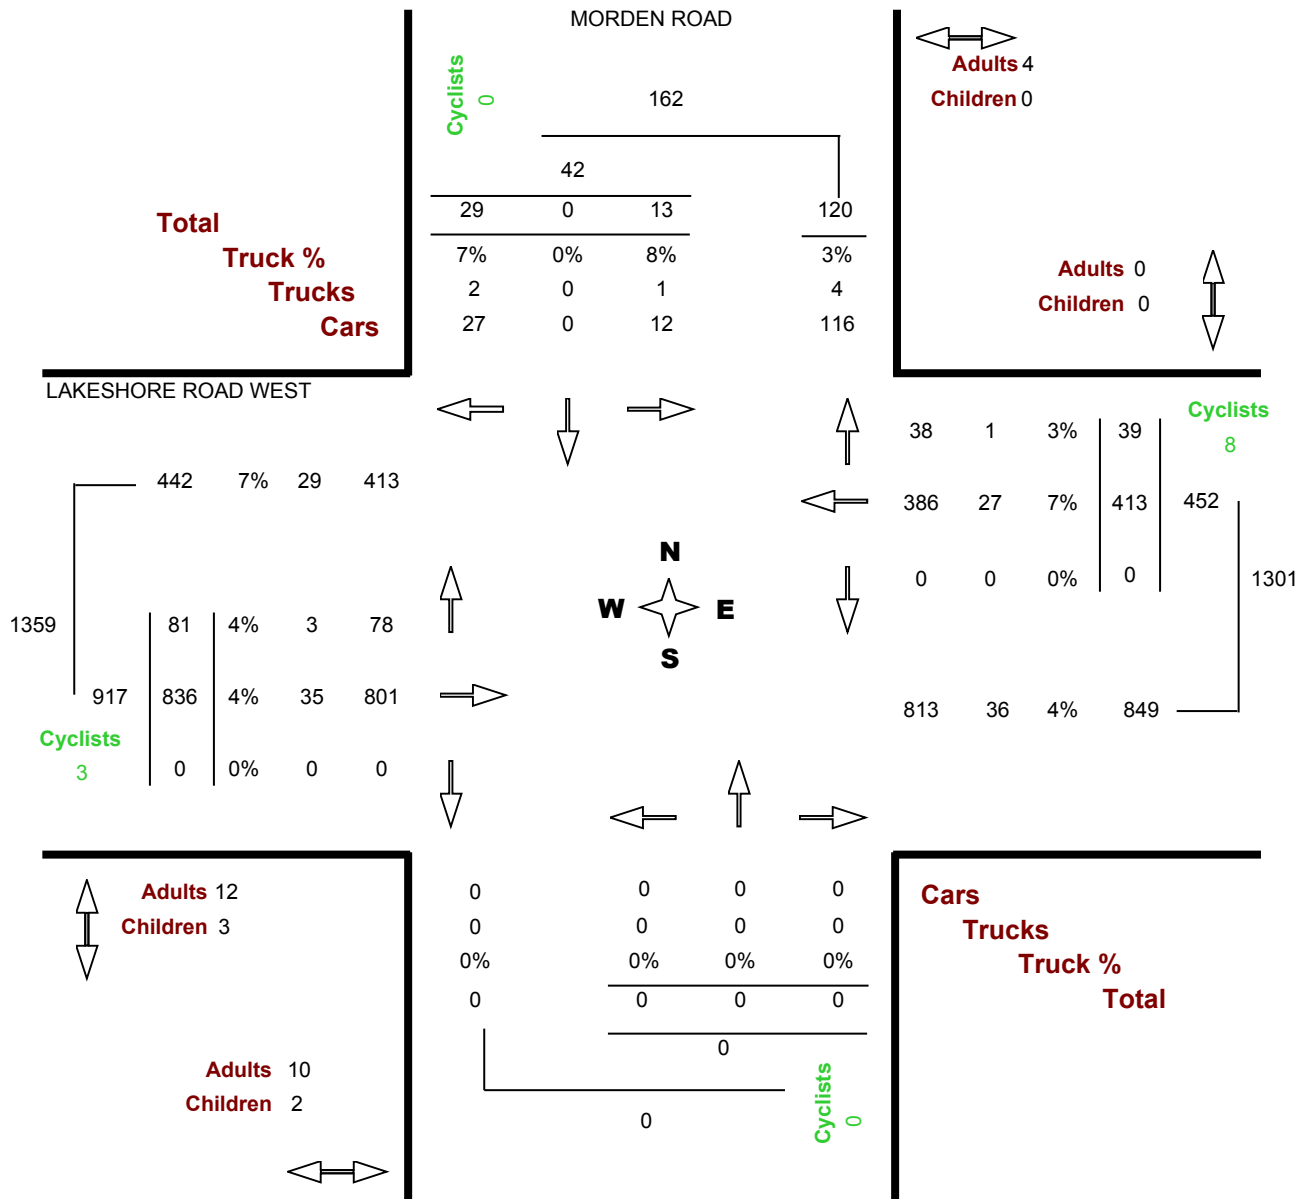 MORDEN ROAD
Adults 4
Children 0
Cyclists
0
162
42
29 0 13 120
7% 0% 8% 3%
2 0 1 4
27 0 12 116
Total
Truck %
Trucks
Cars
Adults 0
Children 0
LAKESHORE ROAD WEST
Cyclists
8
38 1 3% 39
386 27 7% 413 452
0 0 0% 0
1301
442 7% 29 413
N
W E
S
1359
81 4% 3 78
917 836 4% 35 801
0 0% 0 0
Cyclists
3
813 36 4% 849
Adults 12
Children 3
0 0 0 0
0 0 0 0
0% 0% 0% 0%
0 0 0 0
0
0
Cyclists
0
Cars
Trucks
Truck %
Total
Adults 10
Children 2